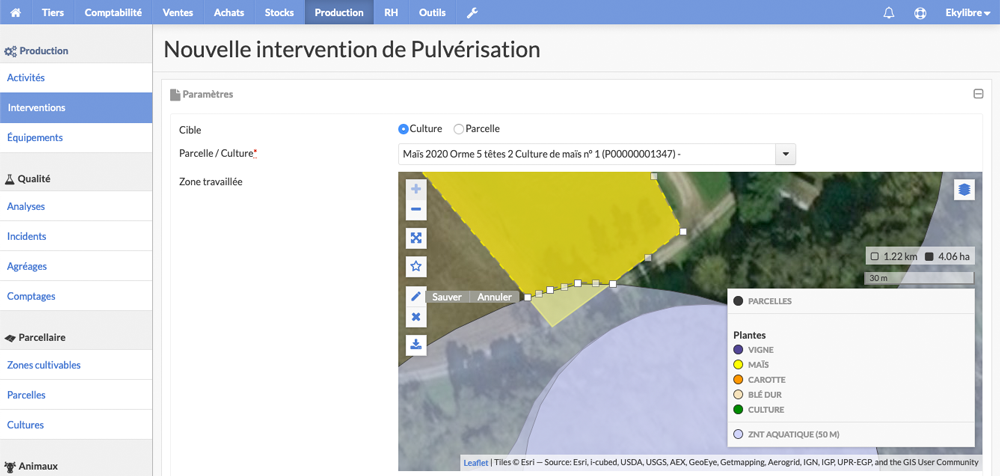 Tiers Comptabilité Ventes Achats Stocks Production RH Outils Ekylibre
Production
Activités
Interventions
Équipements
Qualité
Analyses
Incidents
Agréages
Comptages
Parcellaire
Zones cultivables
Parcelles
Cultures
Animaux
Nouvelle intervention de Pulvérisation
Paramètres
Cible Culture Parcelle
Parcelle / Culture* Maïs 2020 Orme 5 têtes 2 Culture de maïs n° 1 (P00000001347) -
Zone travaillée
Sauver Annuler
1.22 km 4.06 ha
30 m
PARCELLES
Plantes
VIGNE
MAÏS
CAROTTE
BLÉ DUR
CULTURE
ZNT AQUATIQUE (50 M)
Leaflet | Tiles © Esri — Source: Esri, i-cubed, USDA, USGS, AEX, GeoEye, Getmapping, Aerogrid, IGN, IGP, UPR-EGP, and the GIS User Community